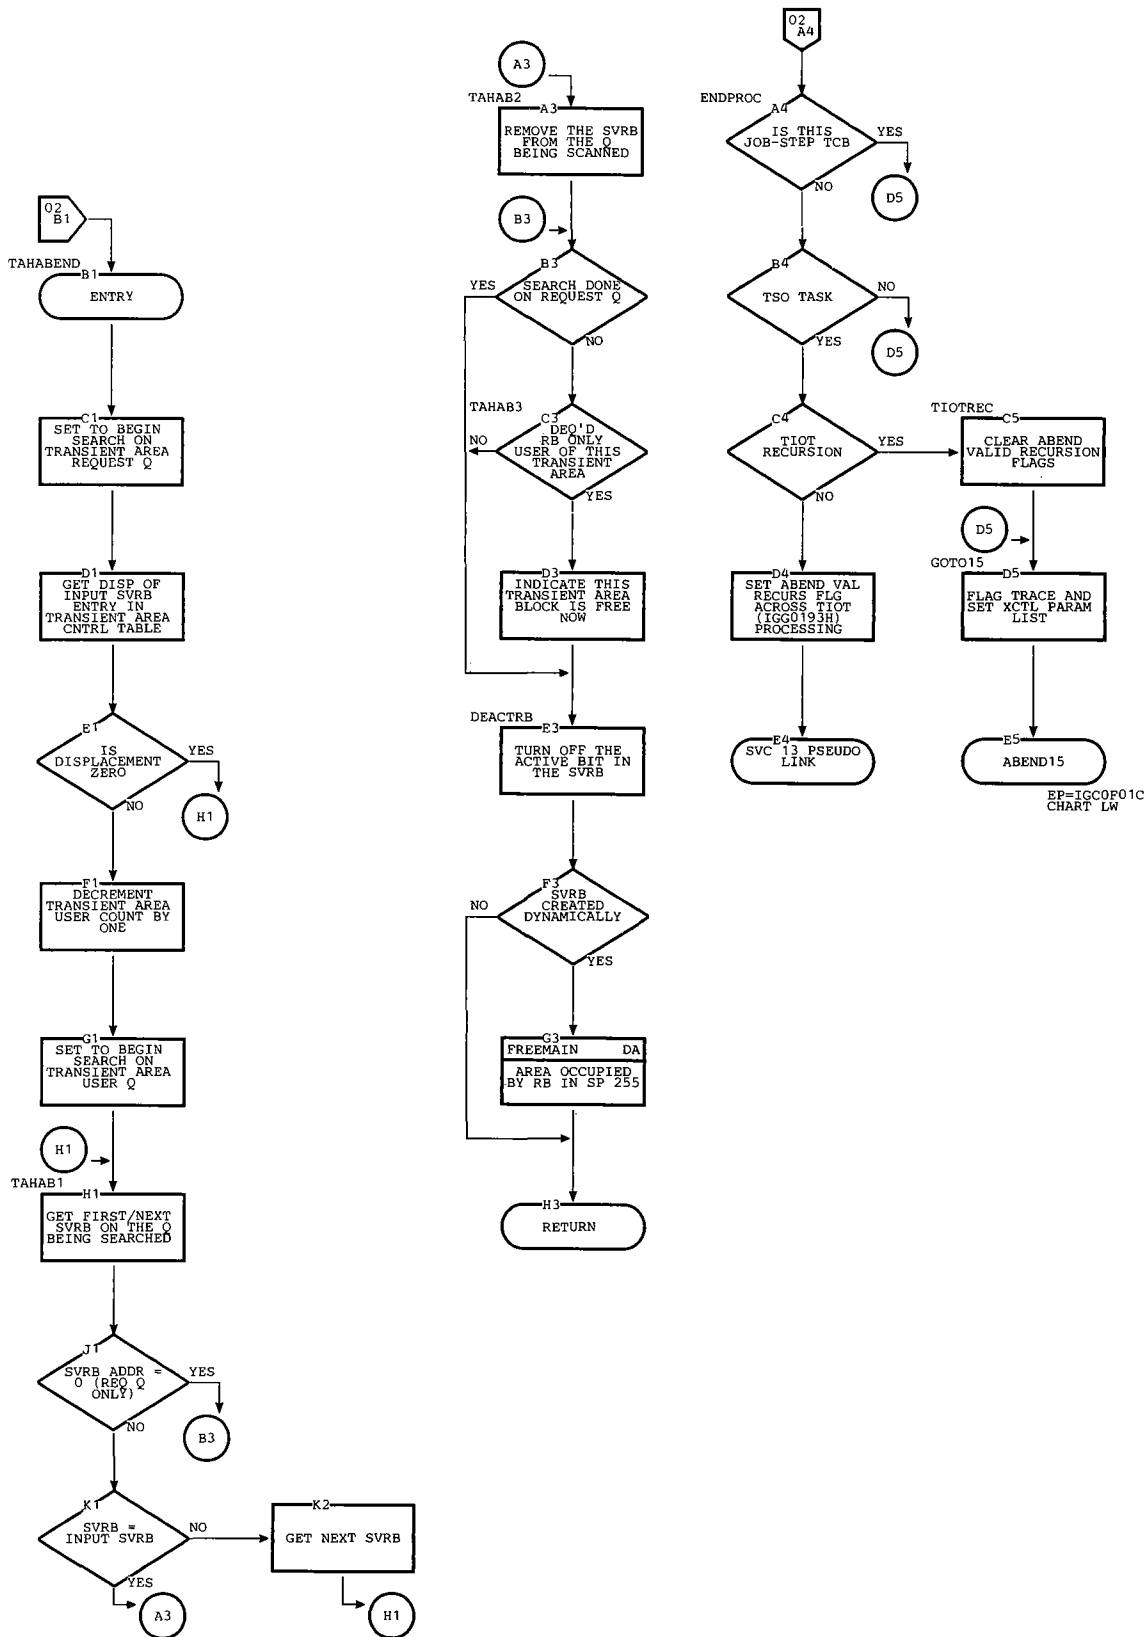 02
B1
TAHABEND
B1
ENTRY
C1
SET TO BEGIN
SEARCH ON
TRANSIENT AREA
REQUEST Q
D1
GET DISP OF
INPUT SVRB
ENTRY IN
TRANSIENT AREA
CNTRL TABLE
E1
IS
DISPLACEMENT
ZERO
YES
H1
NO
F1
DECREMENT
TRANSIENT AREA
USER COUNT BY
ONE
G1
SET TO BEGIN
SEARCH ON
TRANSIENT AREA
USER Q
H1
TAHAB1
H1
GET FIRST/NEXT
SVRB ON THE Q
BEING SEARCHED
J1
SVRB ADDR =
0 (REQ Q
ONLY)
YES
B3
NO
K1
SVRB =
INPUT SVRB
NO
YES
A3
K2
GET NEXT SVRB
H1
A3
TAHAB2
A3
REMOVE THE SVRB
FROM THE Q
BEING SCANNED
B3
B3
SEARCH DONE
ON REQUEST Q
YES
NO
TAHAB3
C3
DEQ'D
RB ONLY
USER OF THIS
TRANSIENT
AREA
NO
YES
D3
INDICATE THIS
TRANSIENT AREA
BLOCK IS FREE
NOW
DEACTRB
E3
TURN OFF THE
ACTIVE BIT IN
THE SVRB
F3
SVRB
CREATED
DYNAMICALLY
NO
YES
G3
FREEMAIN DA
AREA OCCUPIED
BY RB IN SP 255
H3
RETURN
02
A4
ENDPROC
A4
IS THIS
JOB-STEP TCB
YES
D5
NO
B4
TSO TASK
NO
D5
YES
C4
TIOT
RECURSION
YES
NO
D4
SET ABEND VAL
RECURS FLG
ACROSS TIOT
(IGG0193H)
PROCESSING
E4
SVC 13 PSEUDO
LINK
TIOTREC
C5
CLEAR ABEND
VALID RECURSION
FLAGS
D5
GOTO15
D5
FLAG TRACE AND
SET XCTL PARAM
LIST
E5
ABEND15
EP=IGC0F01C
CHART LW